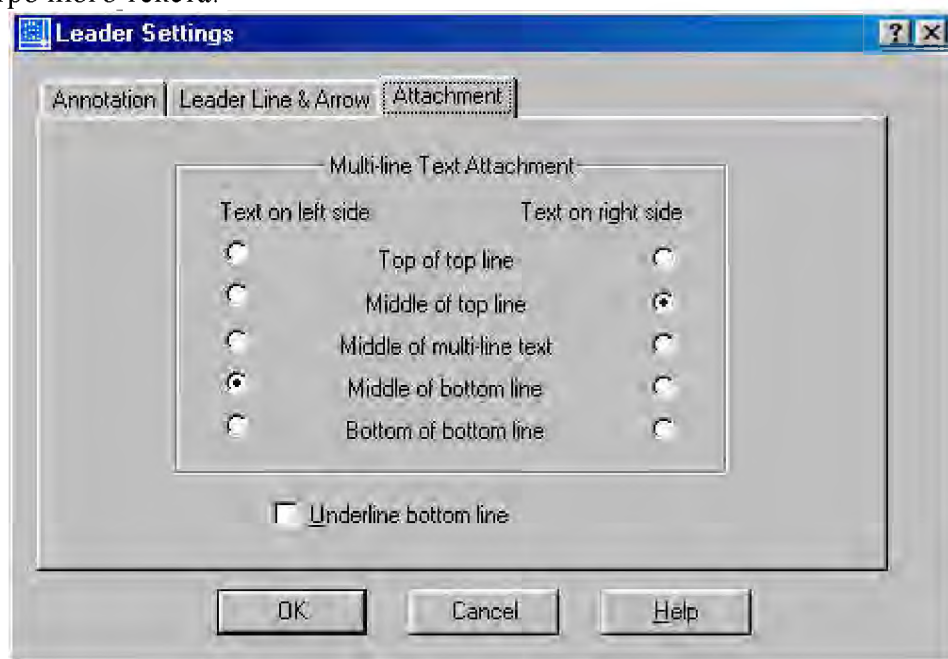 Leader Settings
Annotation Leader Line & Arrow Attachment
Multi-line Text Attachment
Text on left side Text on right side
Top of top line
Middle of top line
Middle of multi-line text
Middle of bottom line
Bottom of bottom line
Underline bottom line
OK Cancel Help